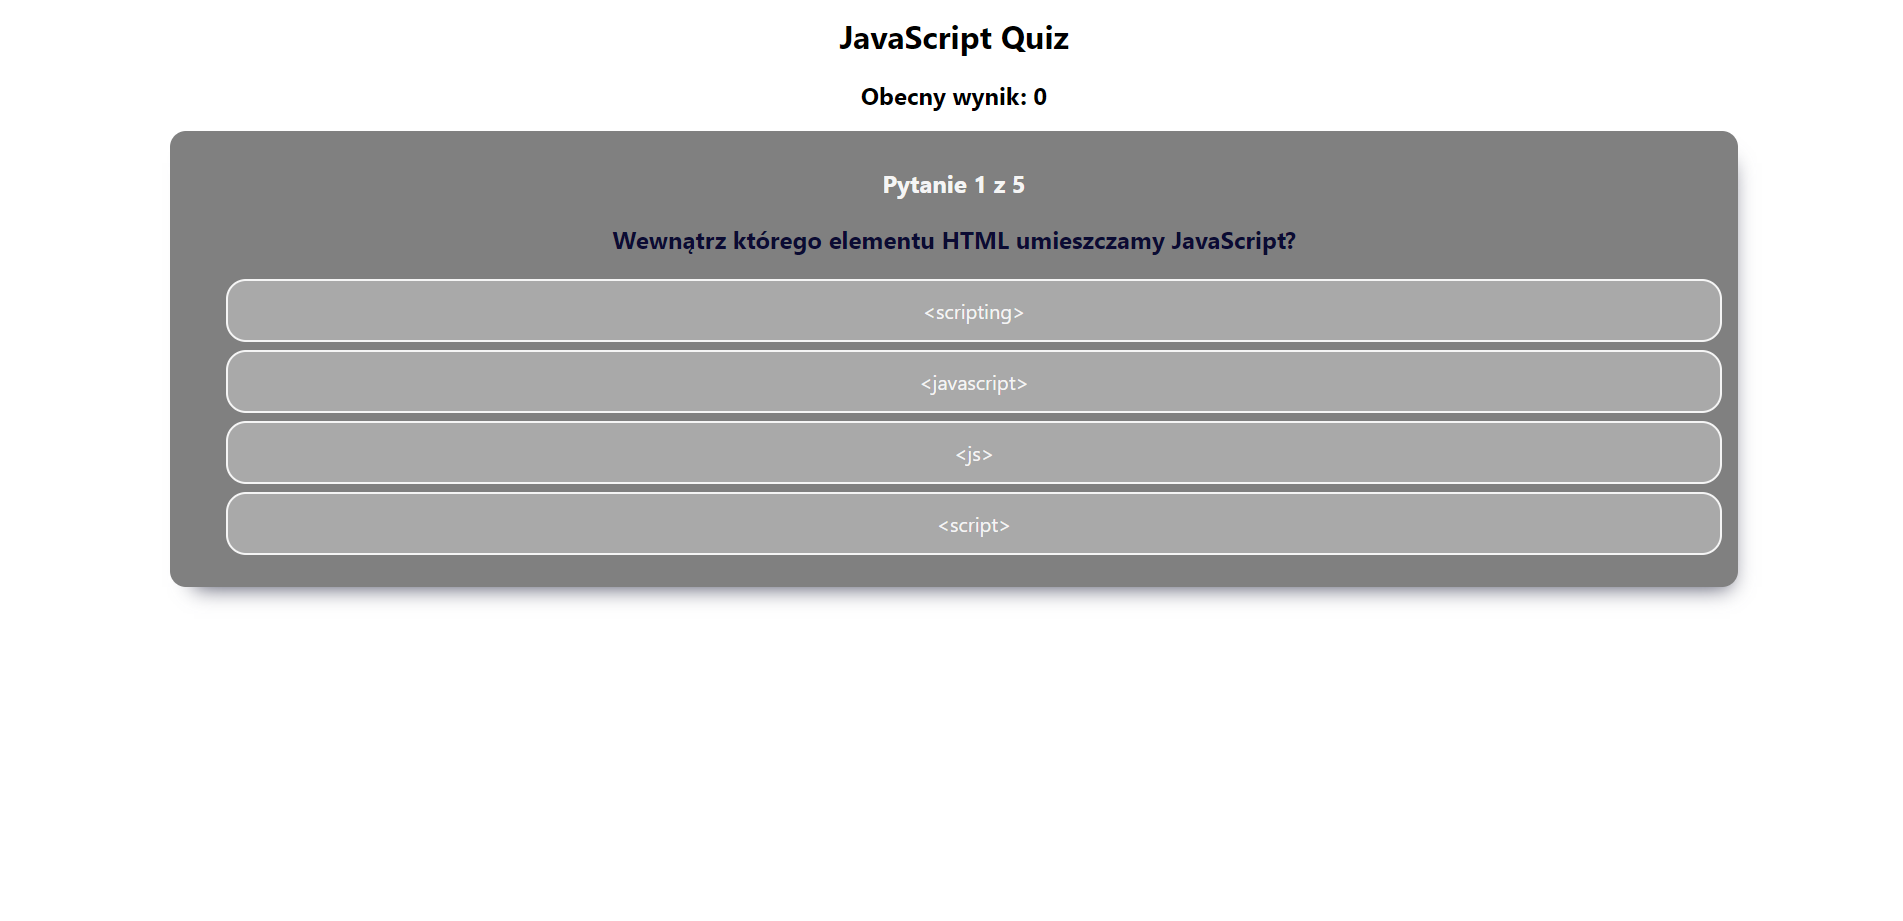 JavaScript Quiz
Obecny wynik: 0
Pytanie 1 z 5
Wewnątrz którego elementu HTML umieszczamy JavaScript?
<scripting>
<javascript>
<js>
<script>